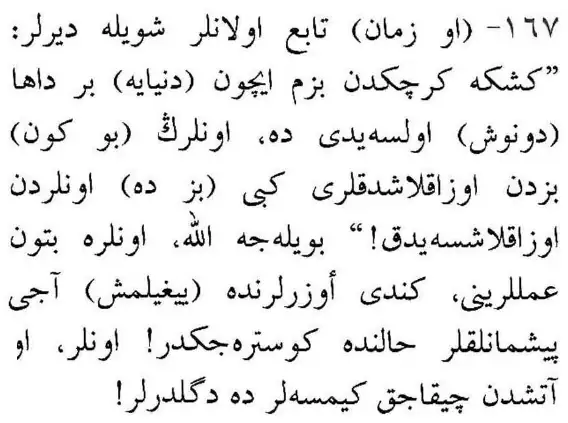 ١٦٧- (او زمان) تابع اولانلر شويله ديرلر:
”كشكه كرچكدن بزم ايچون (دنيايه) بر داها
(دونوش) اولسه‌يدى ده، اونلرڭ (بو كون)
بزدن اوزاقلاشدقلرى كبى (بز ده) اونلردن
اوزاقلاشسه‌يدق!“ بويله‌جه الله، اونلره بتون
عمللرينى، كندى أوزرلرنده (ييغيلمش) آجى
پيشمانلقلر حالنده كوستره‌جكدر! اونلر، او
آتشدن چيقاجق كيمسه‌لر ده دگلدرلر!